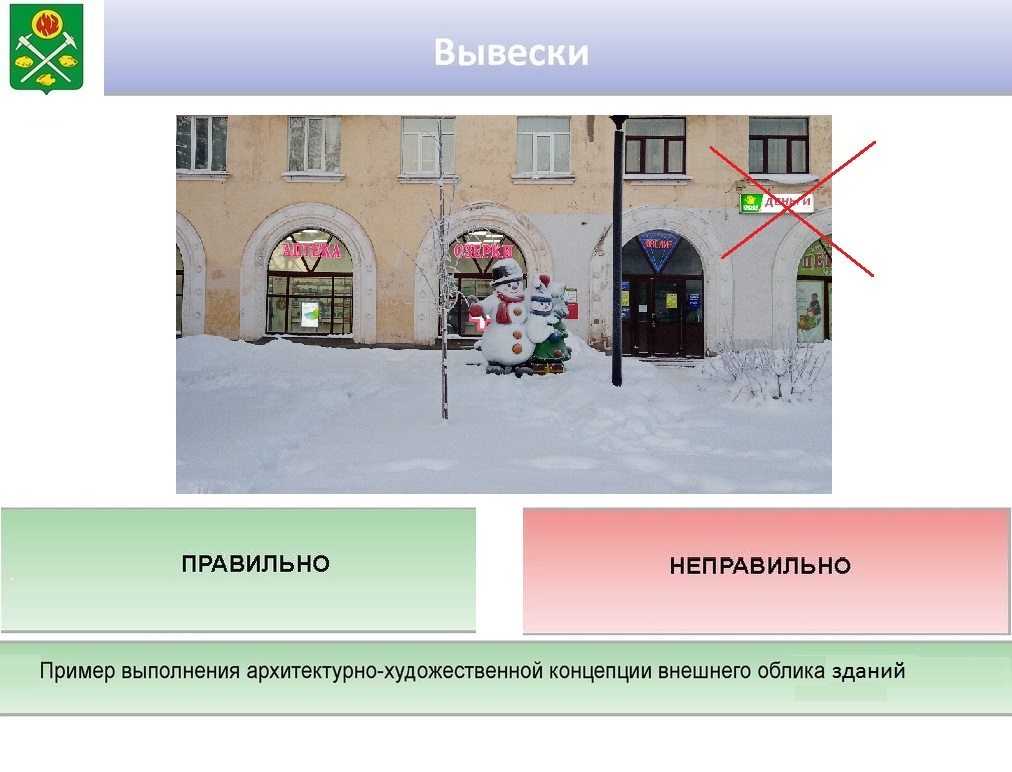 Вывески
АПТЕКА
ОЗЕРКИ
ДЕНЬГИ
ПРАВИЛЬНО
НЕПРАВИЛЬНО
Пример выполнения архитектурно-художественной концепции внешнего облика зданий